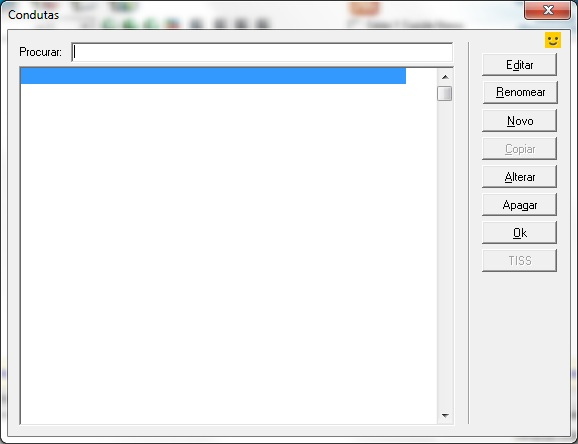 Condutas
Procurar:
Editar
Renomear
Novo
Copiar
Alterar
Apagar
Ok
TISS